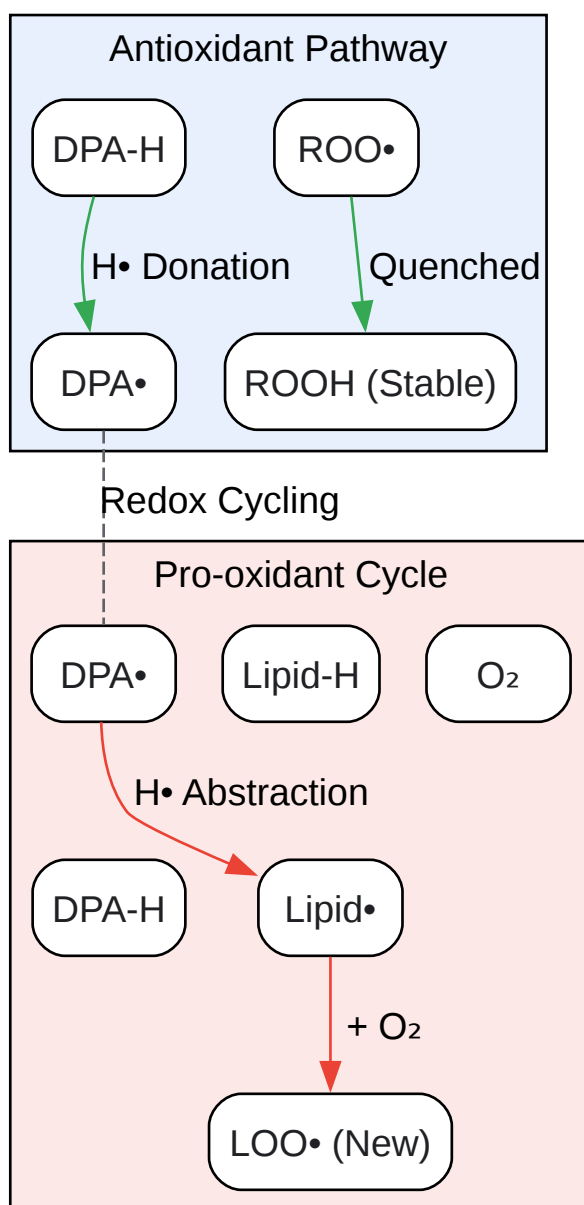 Antioxidant Pathway
DPA-H
ROO•
H• Donation
Quenched
DPA•
ROOH (Stable)
Redox Cycling
Pro-oxidant Cycle
DPA•
Lipid-H
O₂
H• Abstraction
DPA-H
Lipid•
+ O₂
LOO• (New)